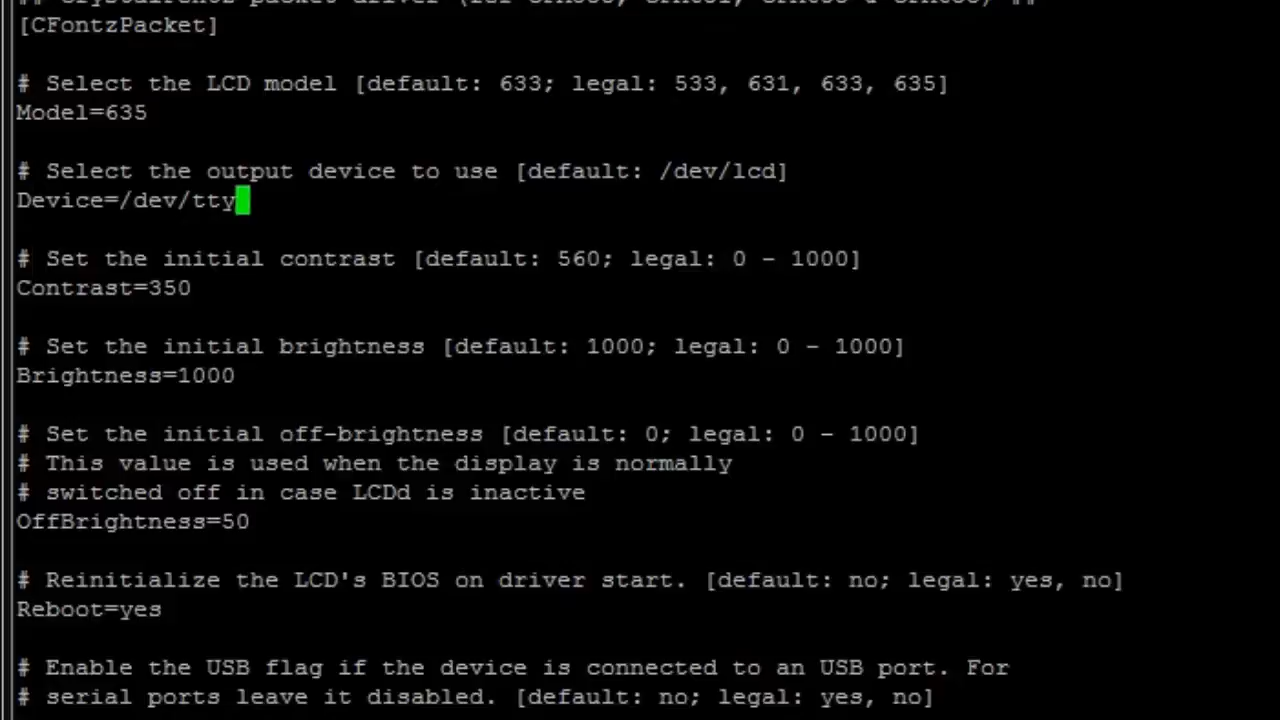 [CFontzPacket]
# Select the LCD model [default: 633; legal: 533, 631, 633, 635]
Model=635
# Select the output device to use [default: /dev/lcd]
Device=/dev/tty
# Set the initial contrast [default: 560; legal: 0 - 1000]
Contrast=350
# Set the initial brightness [default: 1000; legal: 0 - 1000]
Brightness=1000
# Set the initial off-brightness [default: 0; legal: 0 - 1000]
# This value is used when the display is normally
# switched off in case LCDd is inactive
OffBrightness=50
# Reinitialize the LCD's BIOS on driver start. [default: no; legal: yes, no]
Reboot=yes
# Enable the USB flag if the device is connected to an USB port. For
# serial ports leave it disabled. [default: no; legal: yes, no]